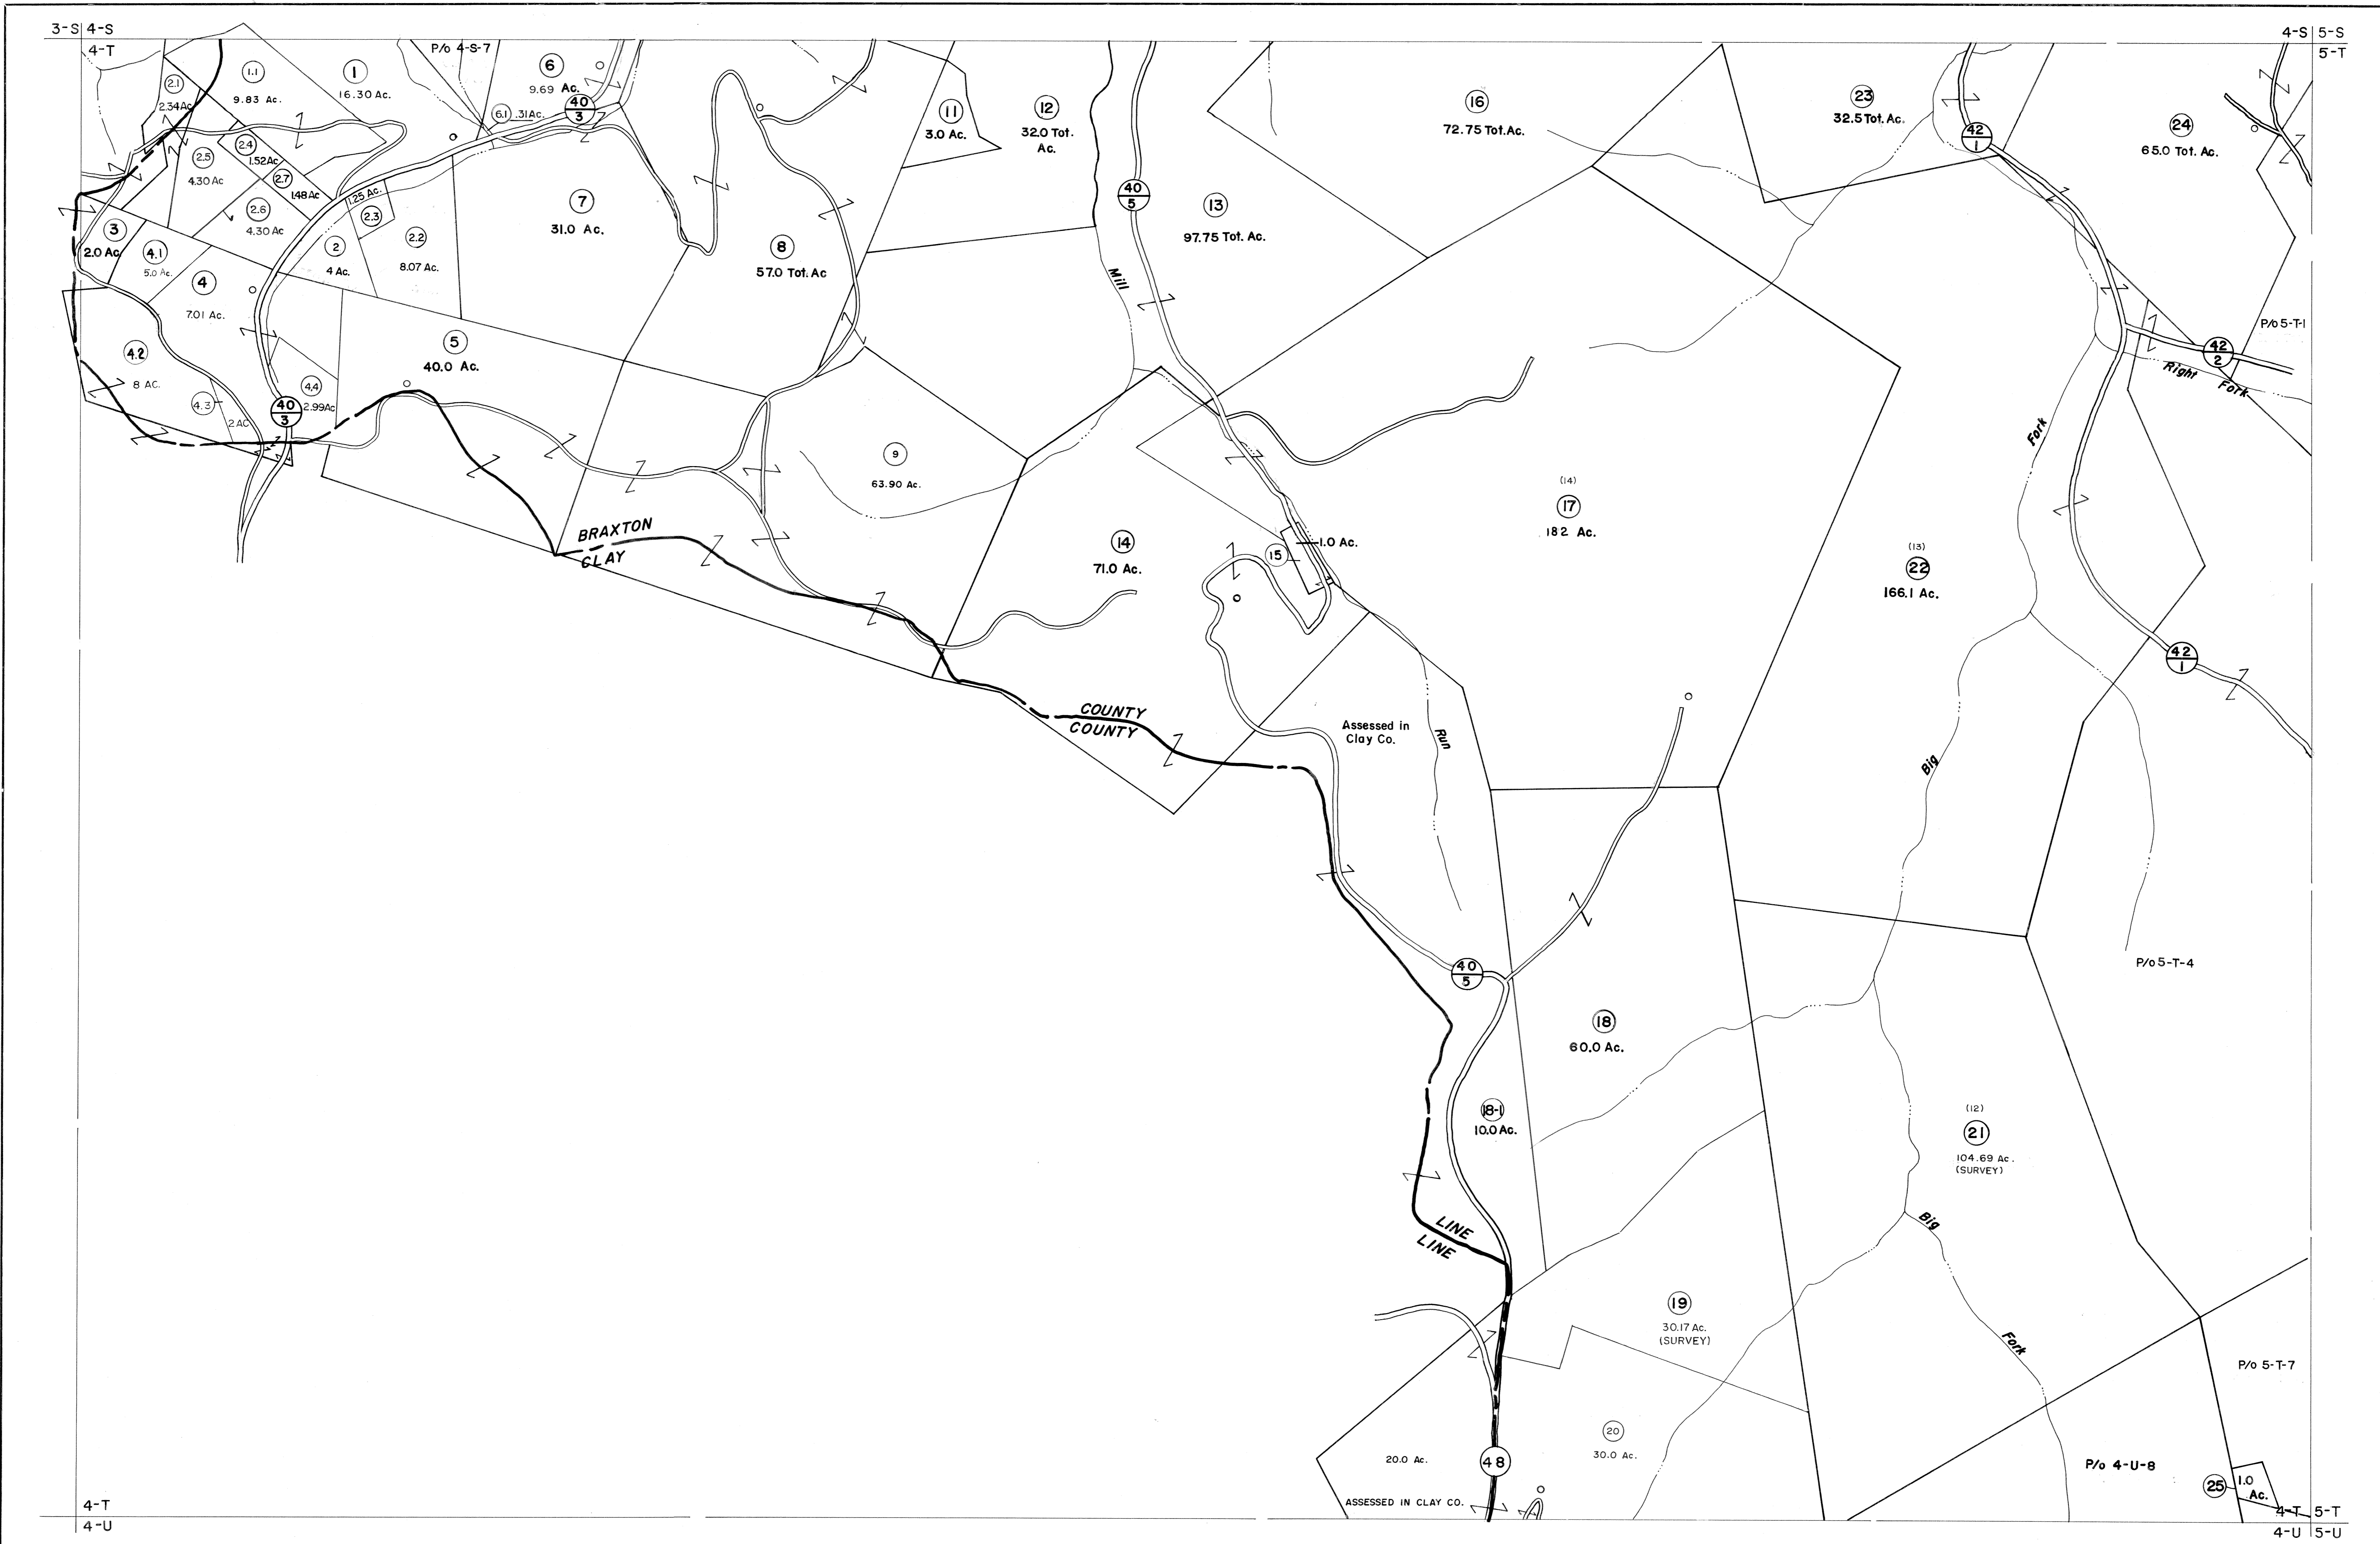 3-S 4-S
4-T
4-S 5-S
5-T
P/o 4-S-7
2.1
2.34 Ac
1.1
9.83 Ac.
1
16.30 Ac.
6
9.69 Ac.
40
3
6.1 .31Ac.
11
3.0 Ac.
12
32.0 Tot.
Ac.
16
72.75 Tot. Ac.
23
32.5 Tot. Ac.
42
1
24
65.0 Tot. Ac.
2.5
4.30 Ac
2.4
1.52Ac
2.7
1.48 Ac
2.6
4.30 Ac
1.25 Ac.
2.3
2
4 Ac.
2.2
8.07 Ac.
7
31.0 Ac.
8
57.0 Tot. Ac
40
5
13
97.75 Tot. Ac.
3
2.0 Ac.
4.1
5.0 Ac.
4
7.01 Ac.
Mill
P/o 5-T-1
4.2
8 AC.
5
40.0 Ac.
42
2
Right Fork
4.3
2 AC
4.4
2.99Ac
40
3
9
63.90 Ac.
Fork
(14)
17
182 Ac.
BRAXTON
CLAY
14
71.0 Ac.
15
1.0 Ac.
(13)
22
166.1 Ac.
42
1
COUNTY
COUNTY
Assessed in
Clay Co.
Run
Big
P/o 5-T-4
40
5
18
60.0 Ac.
18-1
10.0 Ac.
(12)
21
104.69 Ac.
(SURVEY)
LINE
LINE
Big
Fork
19
30.17 Ac.
(SURVEY)
P/o 5-T-7
20
30.0 Ac.
20.0 Ac.
48
P/o 4-U-8
25
1.0
Ac.
ASSESSED IN CLAY CO.
4-T
4-U
4-T 5-T
4-U 5-U